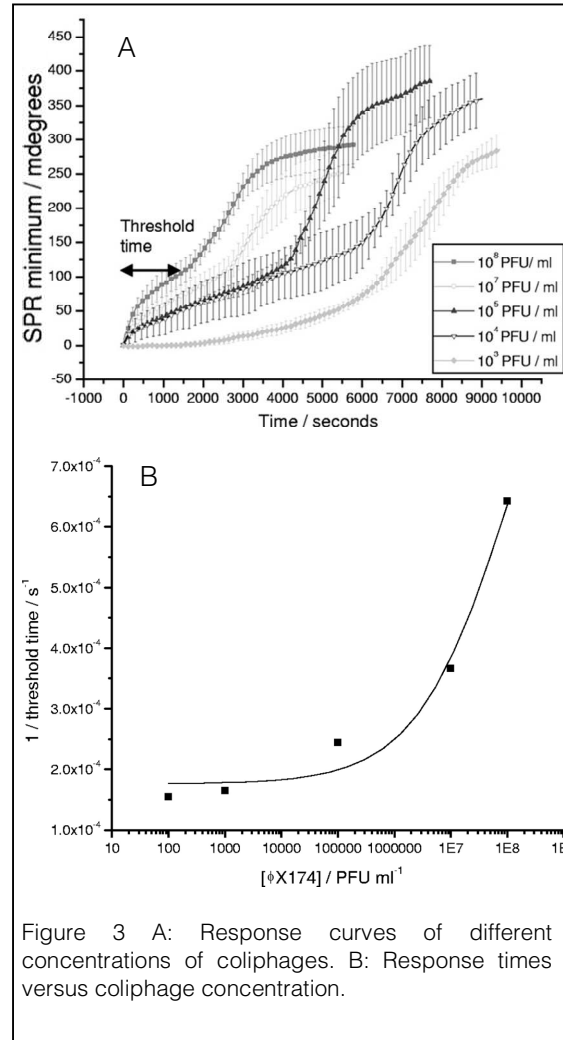 A
SPR minimum / mdegrees
450
400
350
300
250
200
150
100
50
0
-50
Threshold
time
10⁸ PFU/ ml
10⁷ PFU / ml
10⁵ PFU / ml
10⁴ PFU / ml
10³ PFU / ml
-1000 0 1000 2000 3000 4000 5000 6000 7000 8000 9000 10000
Time / seconds
B
1 / threshold time / s⁻¹
7.0x10⁻⁴
6.0x10⁻⁴
5.0x10⁻⁴
4.0x10⁻⁴
3.0x10⁻⁴
2.0x10⁻⁴
1.0x10⁻⁴
10 100 1000 10000 100000 1000000 1E7 1E8
[ϕX174] / PFU ml⁻¹
Figure 3 A: Response curves of different
concentrations of coliphages. B: Response times
versus coliphage concentration.